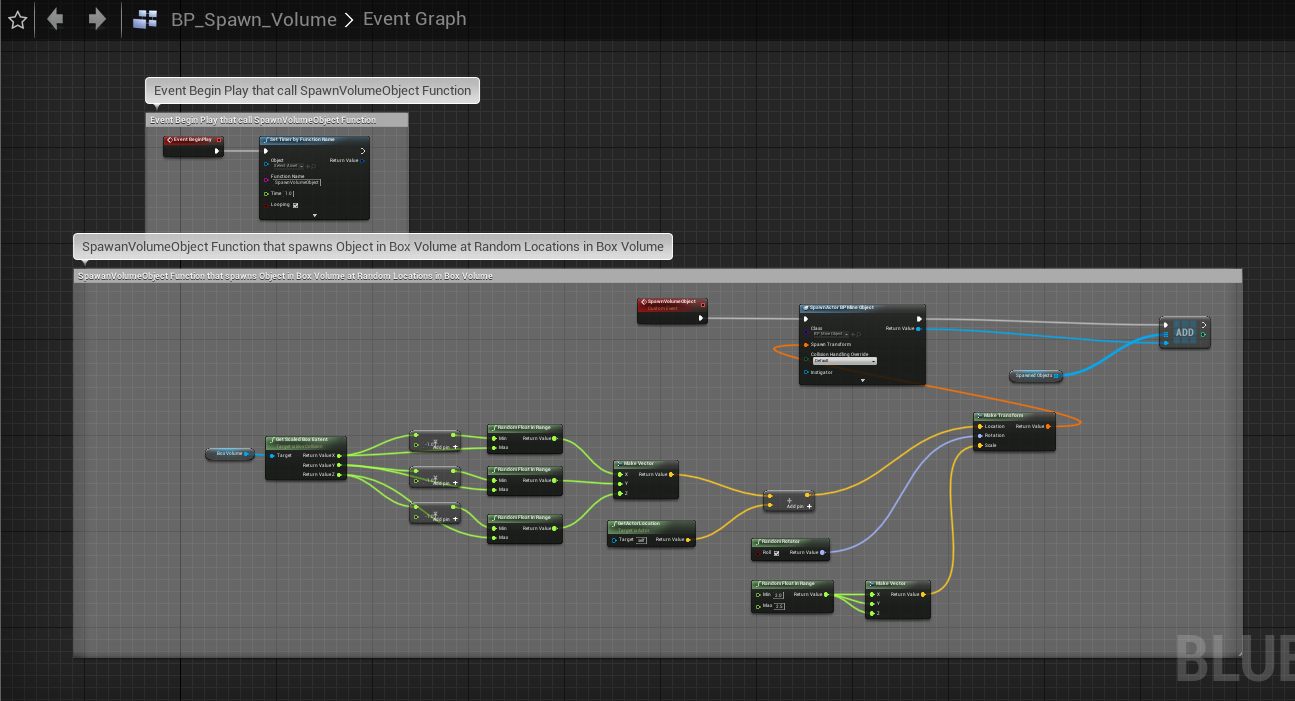 BP_Spawn_Volume > Event Graph
Event Begin Play that call SpawnVolumeObject Function
Event Begin Play that call SpawnVolumeObject Function
Event BeginPlay
Set Timer by Function Name
Object
Return Value
Function Name
SpawnVolumeObject
Time 1.0
Looping
SpawanVolumeObject Function that spawns Object in Box Volume at Random Locations in Box Volume
SpawanVolumeObject Function that spawns Object in Box Volume at Random Locations in Box Volume
SpawnVolumeObject
Custom Event
SpawnActor BP Mine Object
Class
Return Value
Spawn Transform
Collision Handling Override
Default
Instigator
ADD
Spawned Objects
Make Transform
Location Return Value
Rotation
Scale
Box Volume
Get Scaled Box Extent
Target Return Value X
Return Value Y
Return Value Z
Add pin +
Add pin +
Add pin +
Random Float in Range
Min Return Value
Max
Random Float in Range
Min Return Value
Max
Random Float in Range
Min Return Value
Max
Make Vector
X Return Value
Y
Z
GetActorLocation
Target self Return Value
+
Add pin +
RandomRotator
Roll Return Value
Random Float in Range
Min Return Value
Max
Make Vector
X Return Value
Y
Z
BLUE